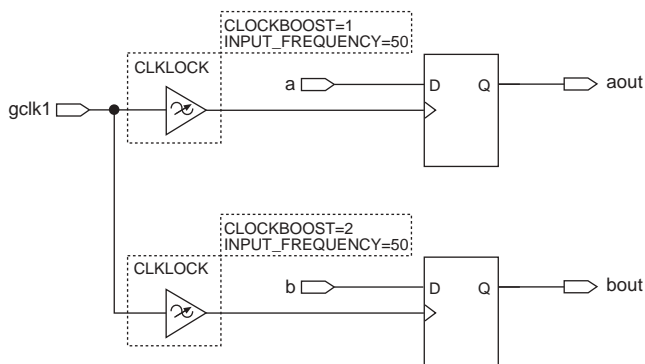 CLOCKBOOST=1
INPUT_FREQUENCY=50
CLKLOCK
a
D
Q
aout
gclk1
CLOCKBOOST=2
INPUT_FREQUENCY=50
CLKLOCK
b
D
Q
bout